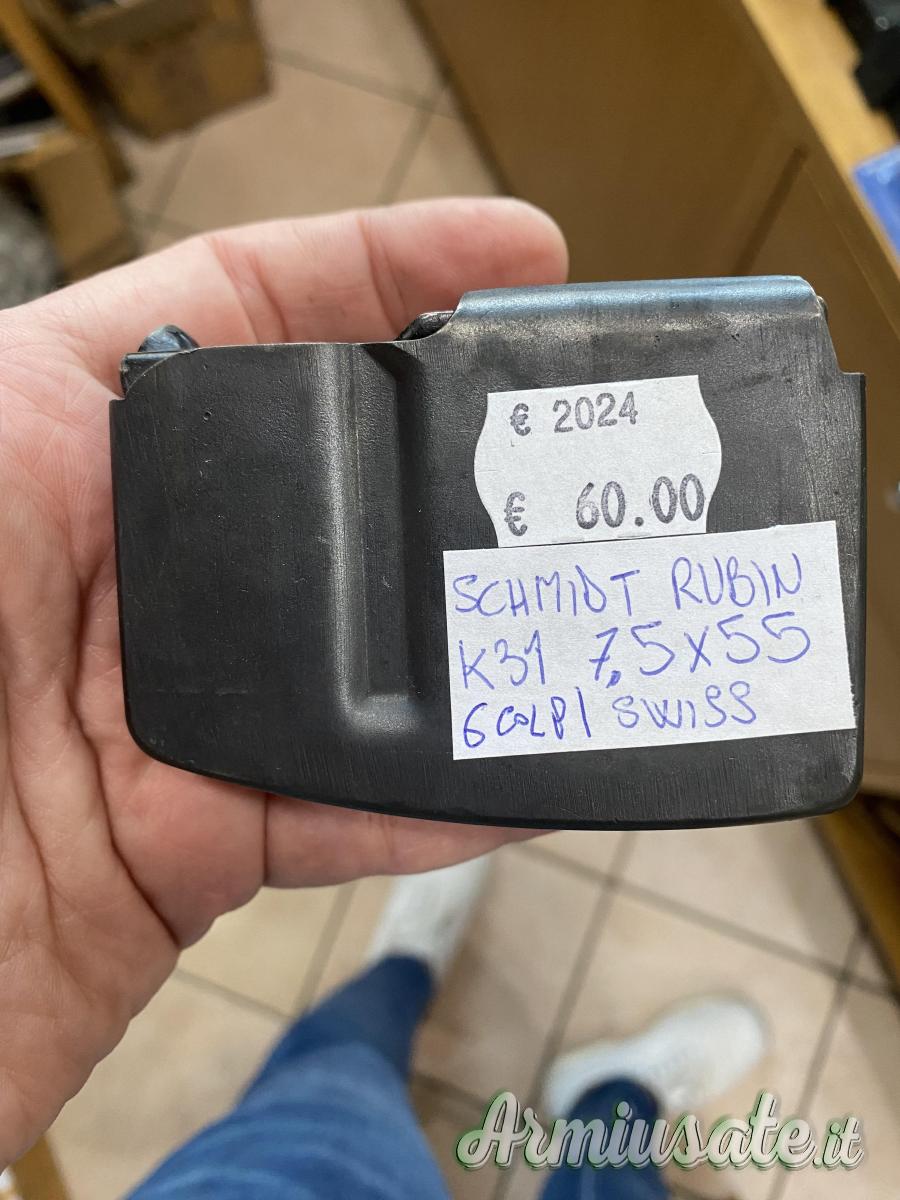 € 2024
€ 60.00
SCHMIDT RUBIN
K31 7,5x55
6 COLPI SWISS
Armiusate.it